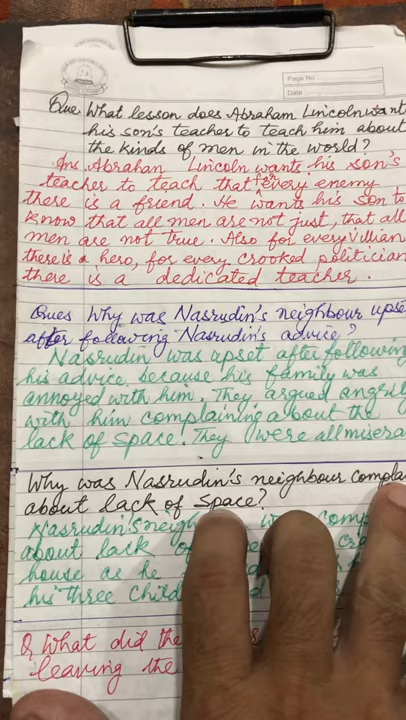 Page No
Date
Que What lesson does Abraham Lincoln want
his son's teacher to teach him about
the kinds of men in the world?
Ans Abrahan Lincoln wants his son's
teacher to teach that for every enemy
there is a friend. He wants his son to
know that all men are not just, that all
men are not true. Also for every villian
there is a hero, for every crooked politician
there is a dedicated teacher.
Ques Why was Nasrudin's neighbour upse
after following Nasrudin's advice?
Nasrudin was upset after following
his advice because his family was
annoyed with him. They argued angrily
with him complaining about the
lack of space. They were all misera
Why was Nasrudin's neighbour compla
about lack of space?
Nasrudin's neigh comp
about lack of
house as he
his three child
Q What did the
leaving the